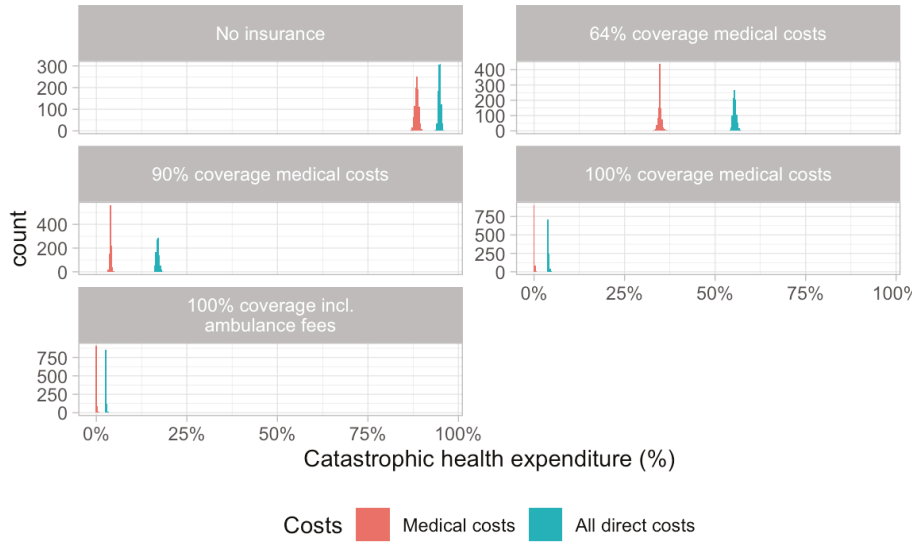 No insurance
64% coverage medical costs
300
200
100
0
400
300
200
100
0
90% coverage medical costs
100% coverage medical costs
count
400
200
0
750
500
250
0
0% 25% 50% 75% 100%
100% coverage incl.
ambulance fees
750
500
250
0
0% 25% 50% 75% 100%
Catastrophic health expenditure (%)
Costs Medical costs All direct costs